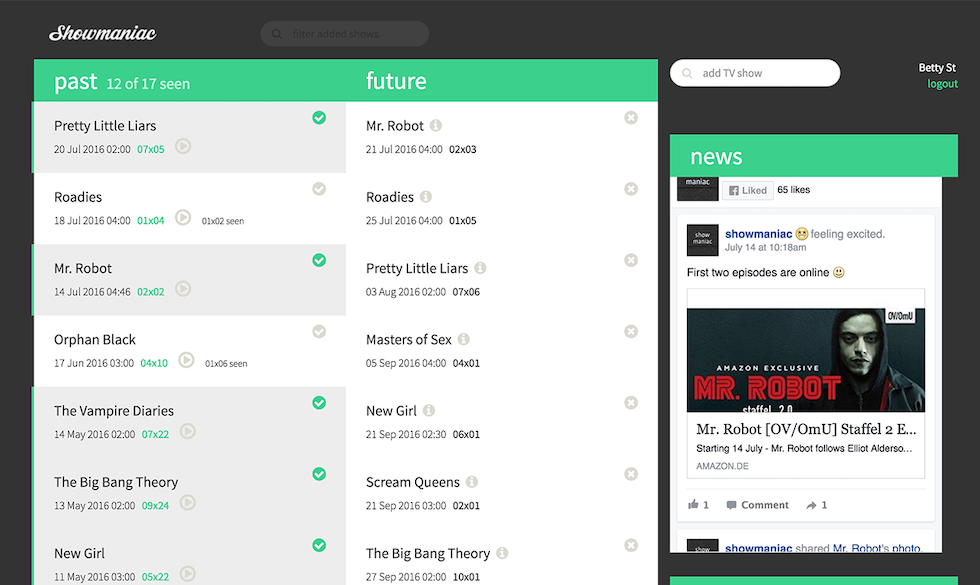 Showmaniac
filter added shows
past 12 of 17 seen
Pretty Little Liars
20 Jul 2016 02:00 07x05
Roadies
18 Jul 2016 04:00 01x04 01x02 seen
Mr. Robot
14 Jul 2016 04:46 02x02
Orphan Black
17 Jun 2016 03:00 04x10 01x06 seen
The Vampire Diaries
14 May 2016 02:00 07x22
The Big Bang Theory
13 May 2016 02:00 09x24
New Girl
11 May 2016 03:00 05x22
future
Mr. Robot
21 Jul 2016 04:00 02x03
Roadies
25 Jul 2016 04:00 01x05
Pretty Little Liars
03 Aug 2016 02:00 07x06
Masters of Sex
05 Sep 2016 04:00 04x01
New Girl
21 Sep 2016 02:30 06x01
Scream Queens
21 Sep 2016 03:00 02x01
The Big Bang Theory
27 Sep 2016 02:00 10x01
add TV show
Betty St
logout
news
maniac
Liked 65 likes
show
maniac
showmaniac 😀 feeling excited.
July 14 at 10:18am
First two episodes are online 😃
OV/OmU
AMAZON EXCLUSIVE
MR. ROBOT
staffel_2.0
Mr. Robot [OV/OmU] Staffel 2 E...
Starting 14 July - Mr. Robot follows Elliot Alderso...
AMAZON.DE
1 Comment 1
show
showmaniac shared Mr. Robot's photo.